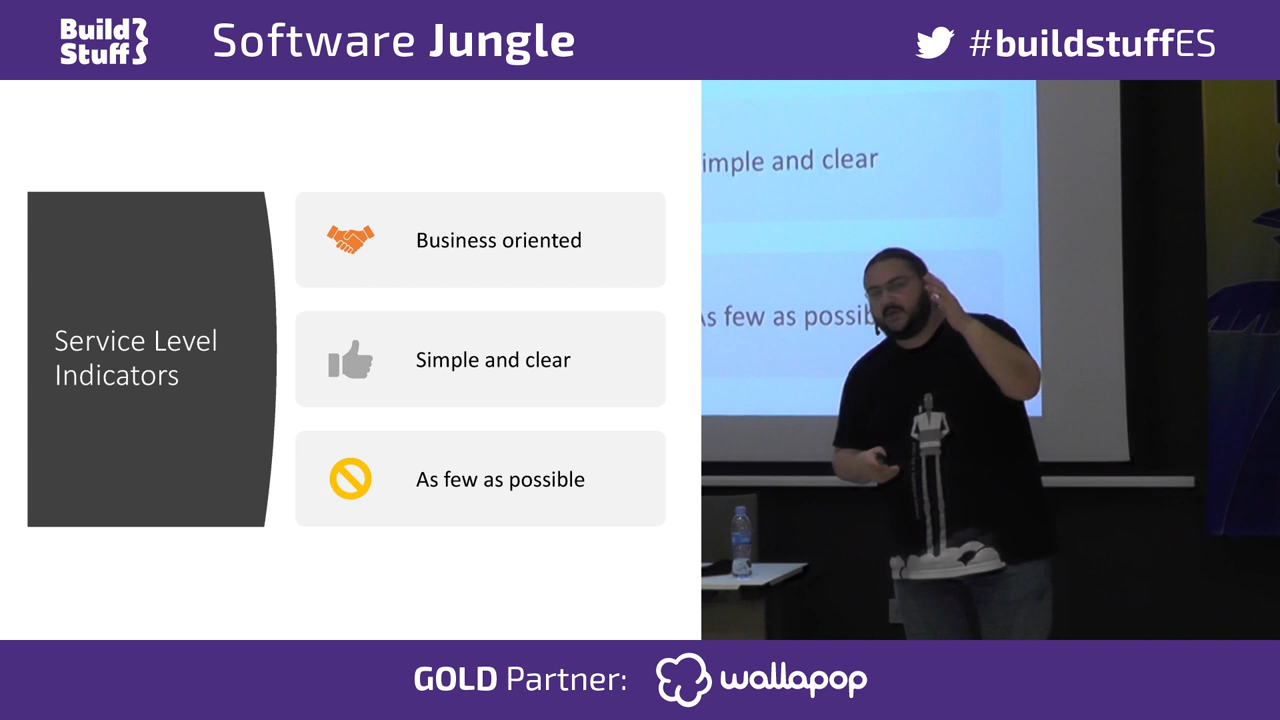 Build
Stuff
Software Jungle
#buildstuffES
Service Level
Indicators
Business oriented
Simple and clear
As few as possible
imple and clear
As few as possib
GOLD Partner:
wallapop